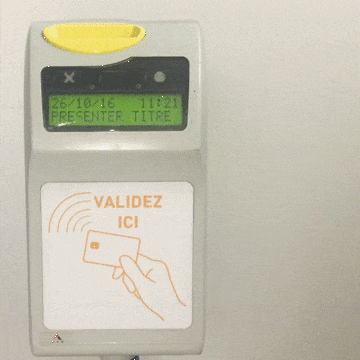 26/10/16 11:21
PRESENTER TITRE
VALIDEZ
ICI